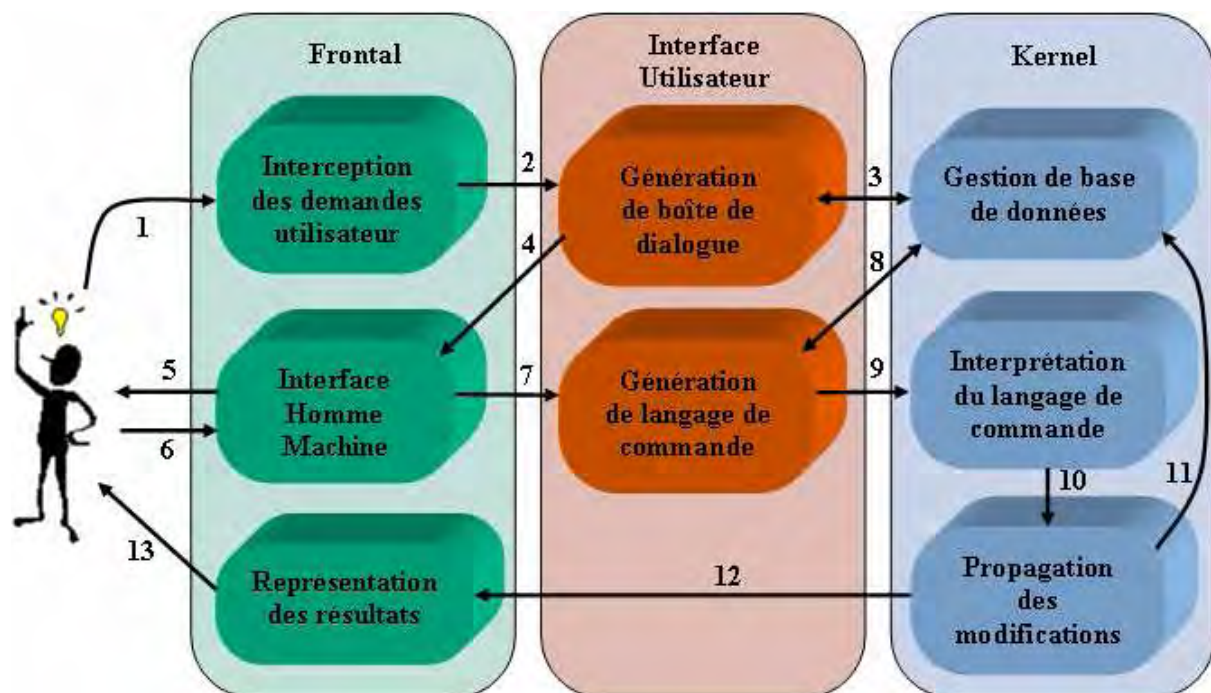 Frontal
Interface
Utilisateur
Kernel
Interception
des demandes
utilisateur
Génération
de boîte de
dialogue
Gestion de base
de données
Interface
Homme
Machine
Génération
de langage de
commande
Interprétation
du langage de
commande
Représentation
des résultats
Propagation
des
modifications
1
2
3
4
5
6
7
8
9
10
11
12
13